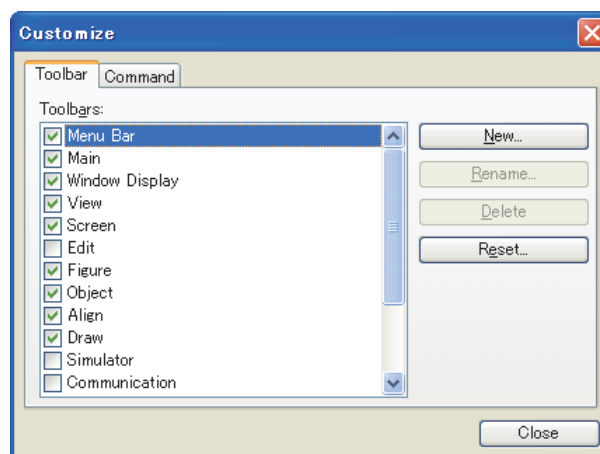 Customize
Toolbar Command
Toolbars:
Menu Bar
Main
Window Display
View
Screen
Edit
Figure
Object
Align
Draw
Simulator
Communication
New...
Rename...
Delete
Reset...
Close